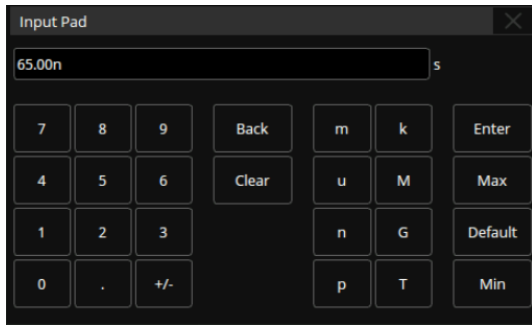 Input Pad
65.00n s
7 8 9 Back m k Enter
4 5 6 Clear u M Max
1 2 3 n G Default
0 . +/- p T Min